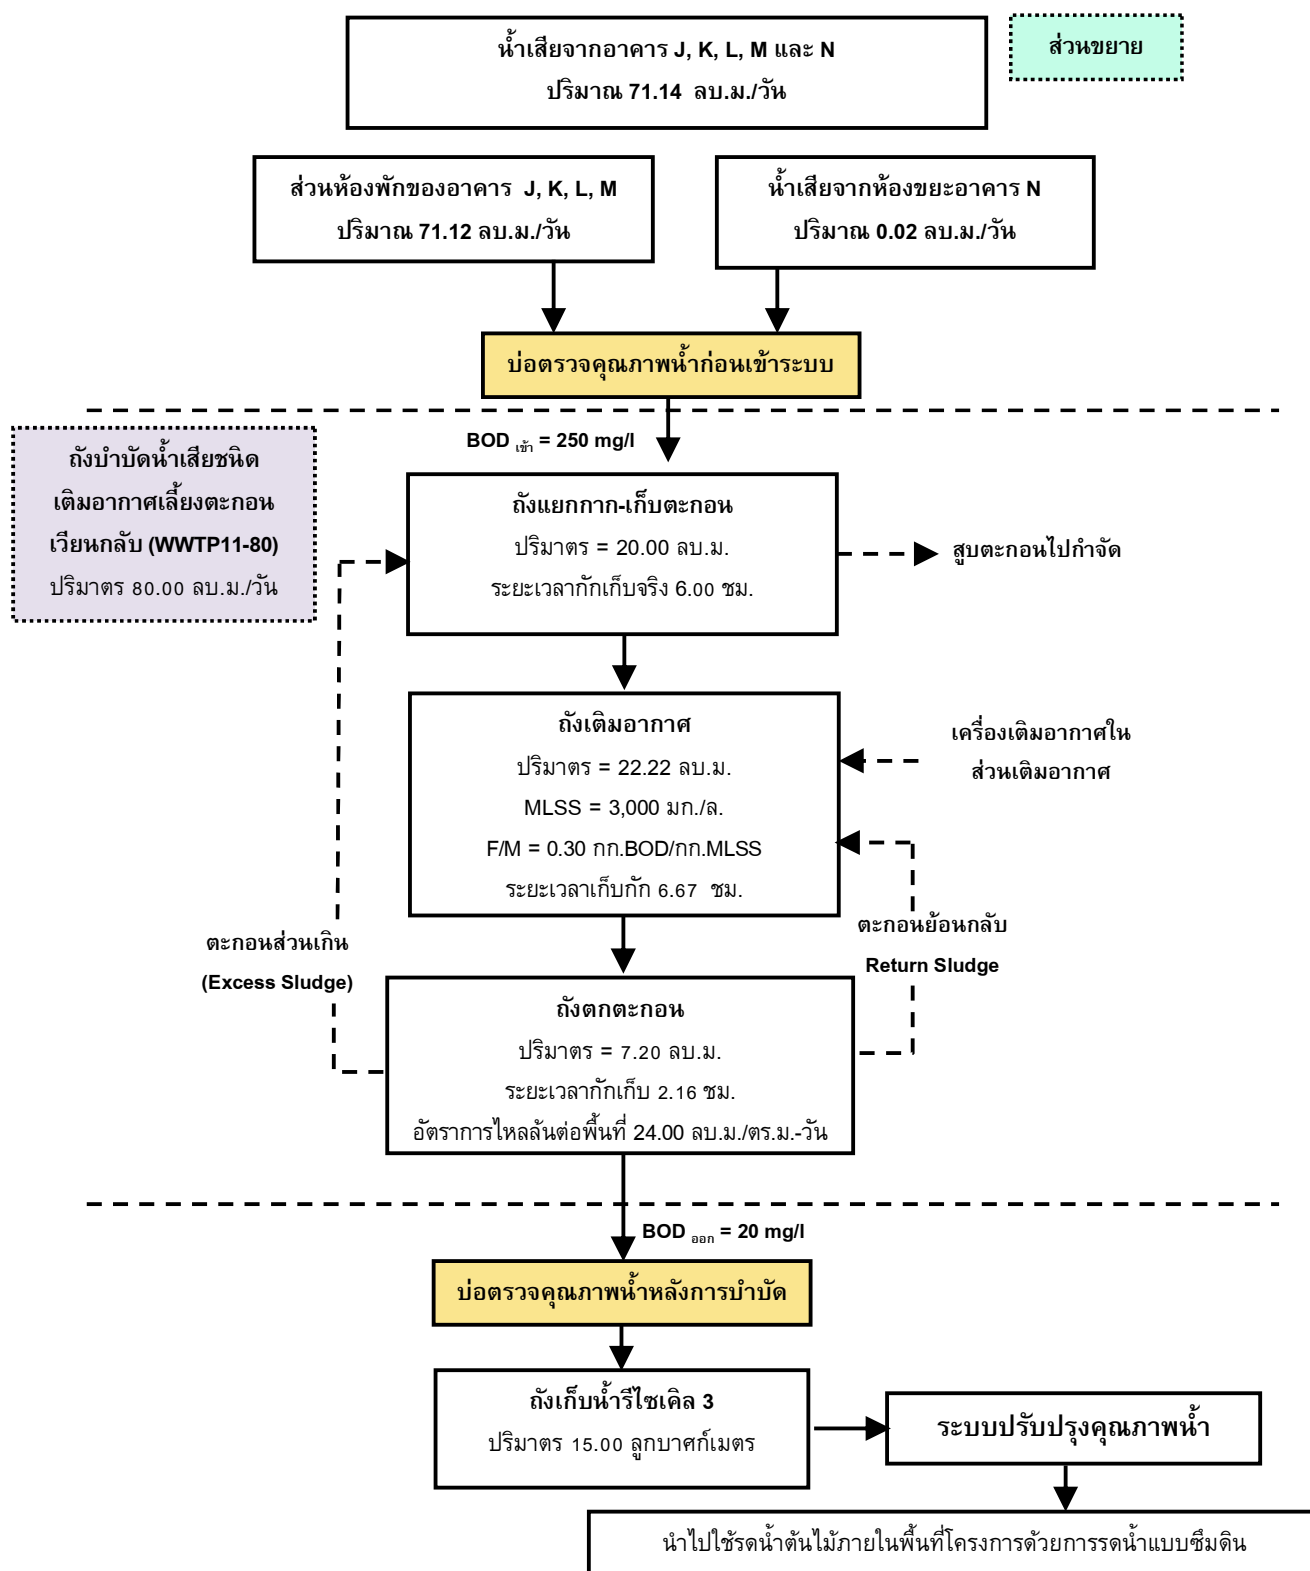 น้ำเสียจากอาคาร J, K, L, M และ N
ปริมาณ 71.14 ลบ.ม./วัน
ส่วนขยาย
ส่วนห้องพักของอาคาร J, K, L, M
ปริมาณ 71.12 ลบ.ม./วัน
น้ำเสียจากห้องขยะอาคาร N
ปริมาณ 0.02 ลบ.ม./วัน
บ่อตรวจคุณภาพน้ำก่อนเข้าระบบ
BOD เข้า = 250 mg/l
ถังบำบัดน้ำเสียชนิด
เติมอากาศเลี้ยงตะกอน
เวียนกลับ (WWTP11-80)
ปริมาตร 80.00 ลบ.ม./วัน
ถังแยกกาก-เก็บตะกอน
ปริมาตร = 20.00 ลบ.ม.
ระยะเวลากักเก็บจริง 6.00 ชม.
สูบตะกอนไปกำจัด
ถังเติมอากาศ
ปริมาตร = 22.22 ลบ.ม.
MLSS = 3,000 มก./ล.
F/M = 0.30 กก.BOD/กก.MLSS
ระยะเวลาเก็บกัก 6.67 ชม.
เครื่องเติมอากาศใน
ส่วนเติมอากาศ
ตะกอนส่วนเกิน
(Excess Sludge)
ตะกอนย้อนกลับ
Return Sludge
ถังตกตะกอน
ปริมาตร = 7.20 ลบ.ม.
ระยะเวลากักเก็บ 2.16 ชม.
อัตราการไหลล้นต่อพื้นที่ 24.00 ลบ.ม./ตร.ม.-วัน
BOD ออก = 20 mg/l
บ่อตรวจคุณภาพน้ำหลังการบำบัด
ถังเก็บน้ำรีไซเคิล 3
ปริมาตร 15.00 ลูกบาศก์เมตร
ระบบปรับปรุงคุณภาพน้ำ
นำไปใช้รดน้ำต้นไม้ภายในพื้นที่โครงการด้วยการรดน้ำแบบซึมดิน